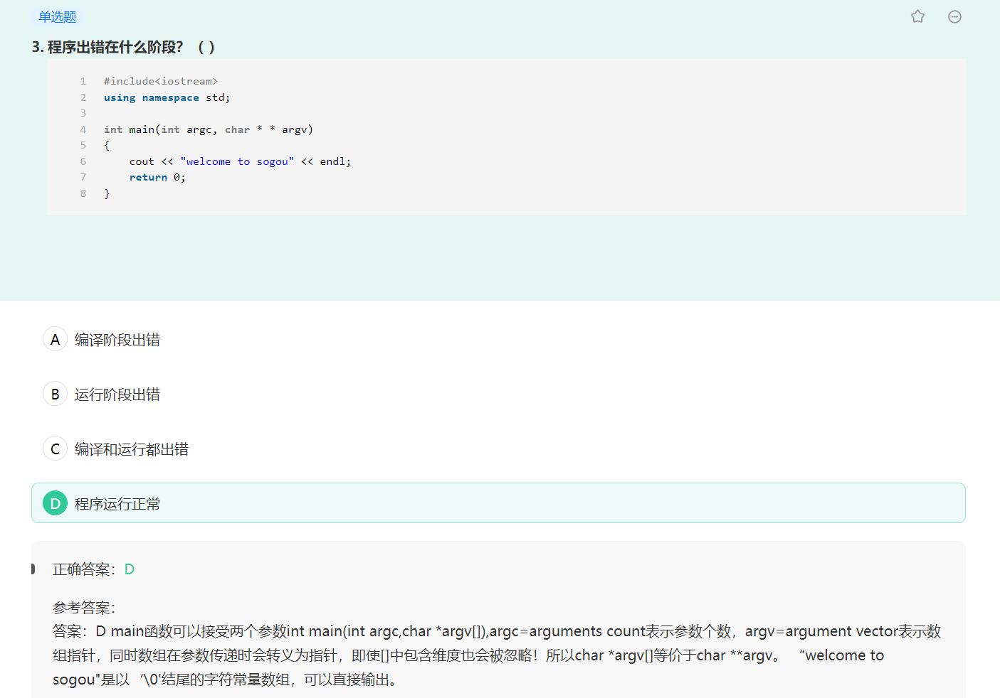 单选题
3. 程序出错在什么阶段？（ ）
1 #include<iostream>
2 using namespace std;
3
4 int main(int argc, char * * argv)
5 {
6 cout << "welcome to sogou" << endl;
7 return 0;
8 }
A 编译阶段出错
B 运行阶段出错
C 编译和运行都出错
D 程序运行正常
正确答案：D
参考答案：
答案：D main函数可以接受两个参数int main(int argc,char *argv[]),argc=arguments count表示参数个数，argv=argument vector表示数
组指针，同时数组在参数传递时会转义为指针，即使[]中包含维度也会被忽略！所以char *argv[]等价于char **argv。 “welcome to
sogou"是以‘\0'结尾的字符常量数组，可以直接输出。